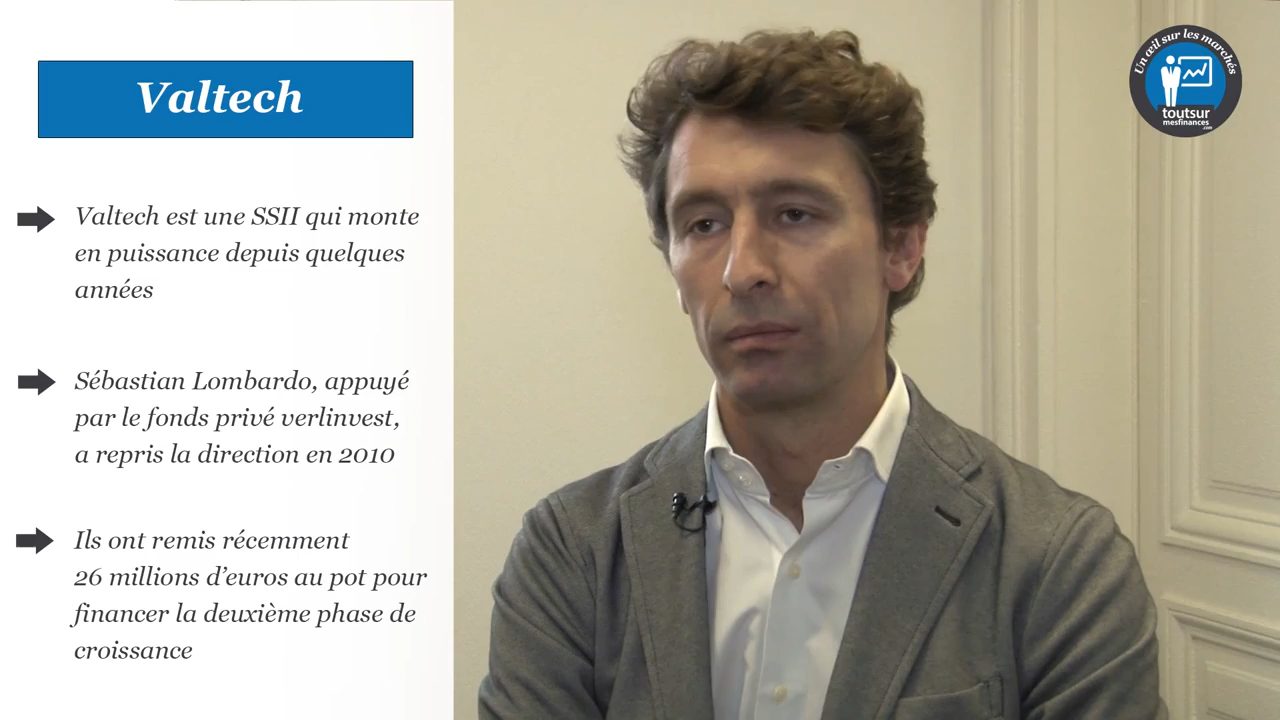 Valtech
Valtech est une SSII qui monte
en puissance depuis quelques
années
Sébastian Lombardo, appuyé
par le fonds privé verlinvest,
a repris la direction en 2010
Ils ont remis récemment
26 millions d'euros au pot pour
financer la deuxième phase de
croissance
Un œil sur les marchés
toutsur
mesfinances
.com